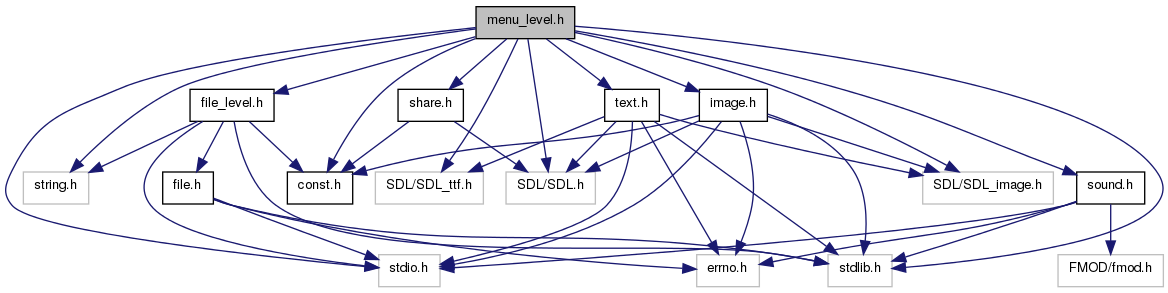 menu_level.h
file_level.h
share.h
text.h
image.h
string.h
file.h
const.h
SDL/SDL_ttf.h
SDL/SDL.h
SDL/SDL_image.h
sound.h
stdio.h
errno.h
stdlib.h
FMOD/fmod.h